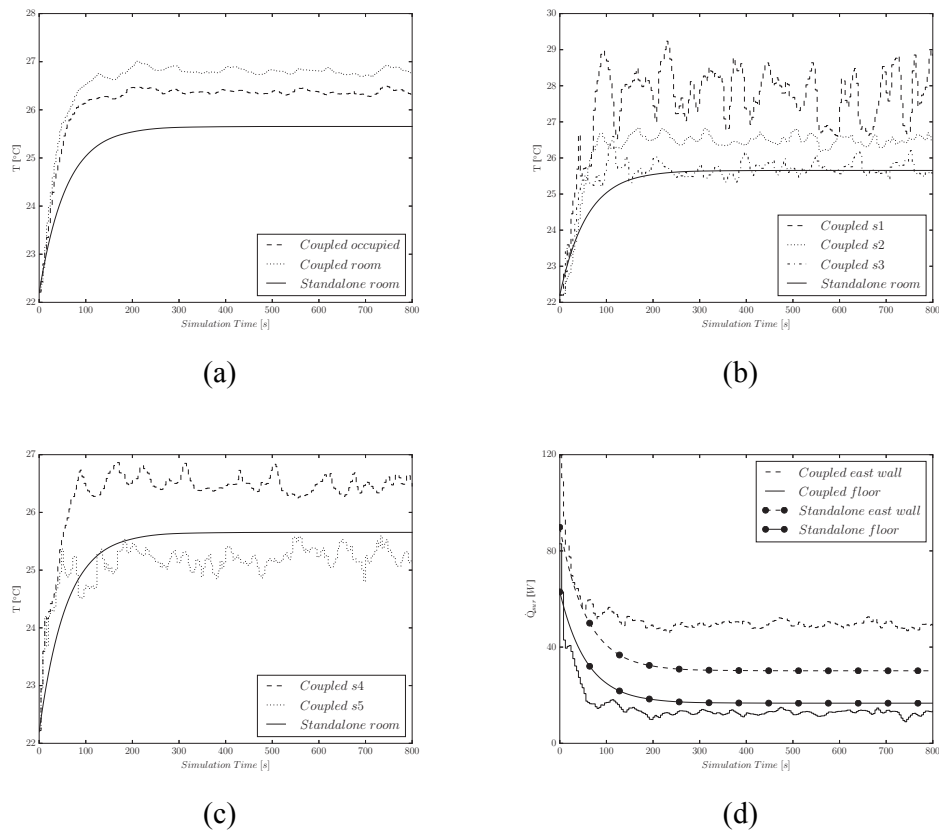 28
27
26
25
24
23
22
0 100 200 300 400 500 600 700 800
T [°C]
Simulation Time [s]
Coupled occupied
Coupled room
Standalone room
(a)
30
29
28
27
26
25
24
23
22
0 100 200 300 400 500 600 700 800
T [°C]
Simulation Time [s]
Coupled s1
Coupled s2
Coupled s3
Standalone room
(b)
27
26
25
24
23
22
0 100 200 300 400 500 600 700 800
T [°C]
Simulation Time [s]
Coupled s4
Coupled s5
Standalone room
(c)
120
80
40
0
0 100 200 300 400 500 600 700 800
[W]
Simulation Time [s]
Coupled east wall
Coupled floor
Standalone east wall
Standalone floor
(d)